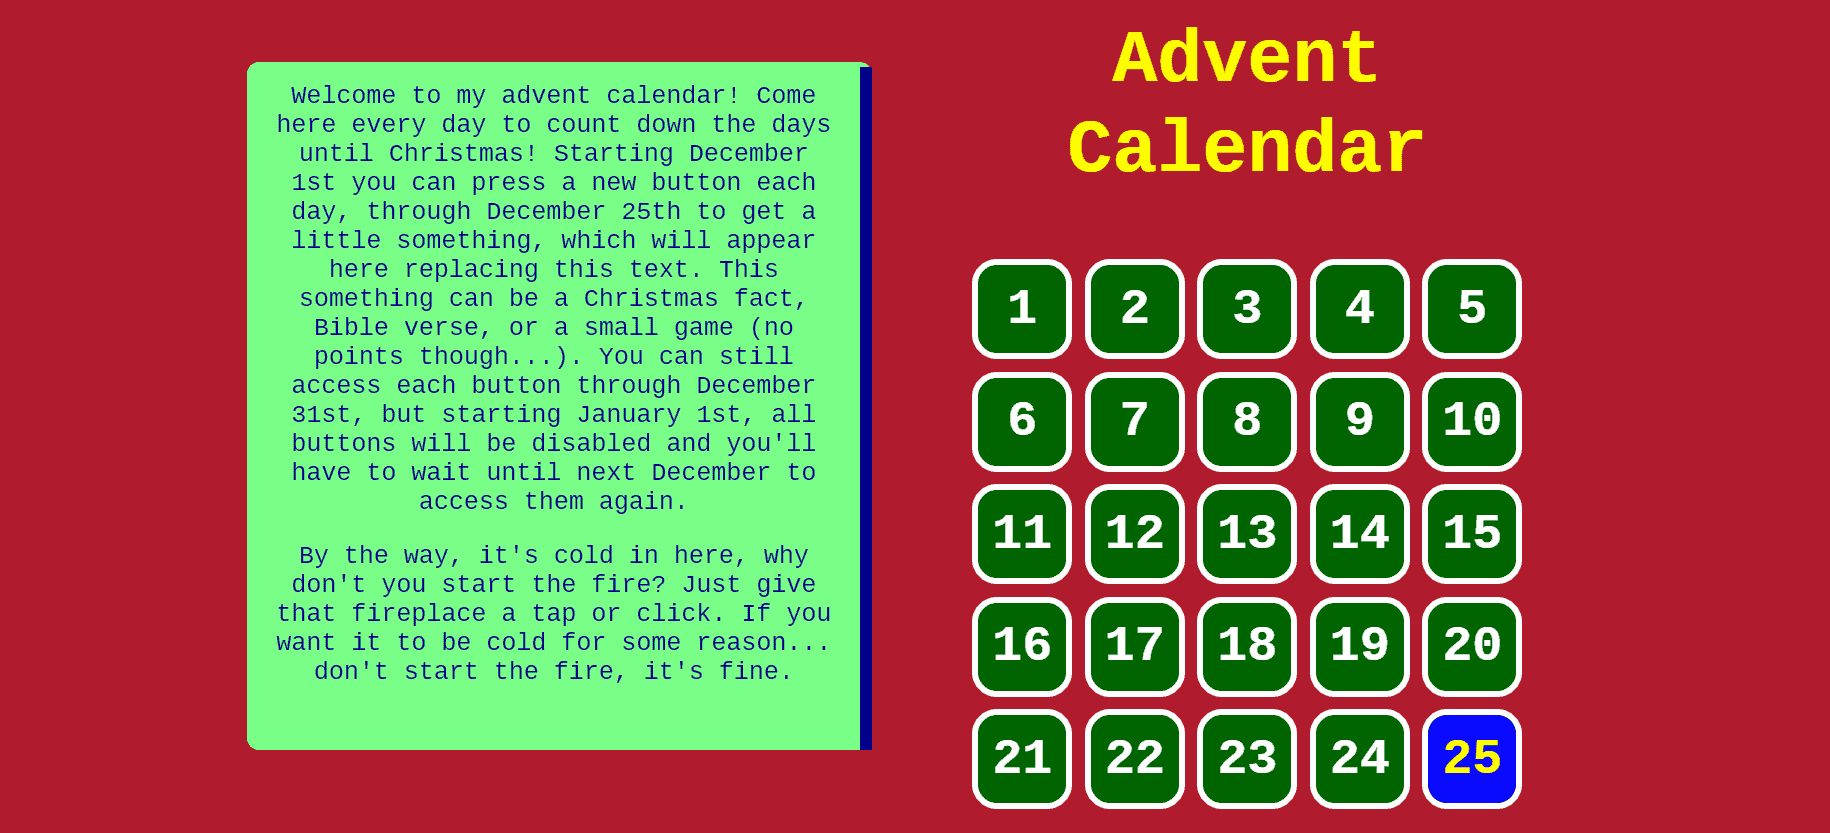 Welcome to my advent calendar! Come
here every day to count down the days
until Christmas! Starting December
1st you can press a new button each
day, through December 25th to get a
little something, which will appear
here replacing this text. This
something can be a Christmas fact,
Bible verse, or a small game (no
points though...). You can still
access each button through December
31st, but starting January 1st, all
buttons will be disabled and you'll
have to wait until next December to
access them again.
By the way, it's cold in here, why
don't you start the fire? Just give
that fireplace a tap or click. If you
want it to be cold for some reason...
don't start the fire, it's fine.
Advent
Calendar
1 2 3 4 5
6 7 8 9 10
11 12 13 14 15
16 17 18 19 20
21 22 23 24 25